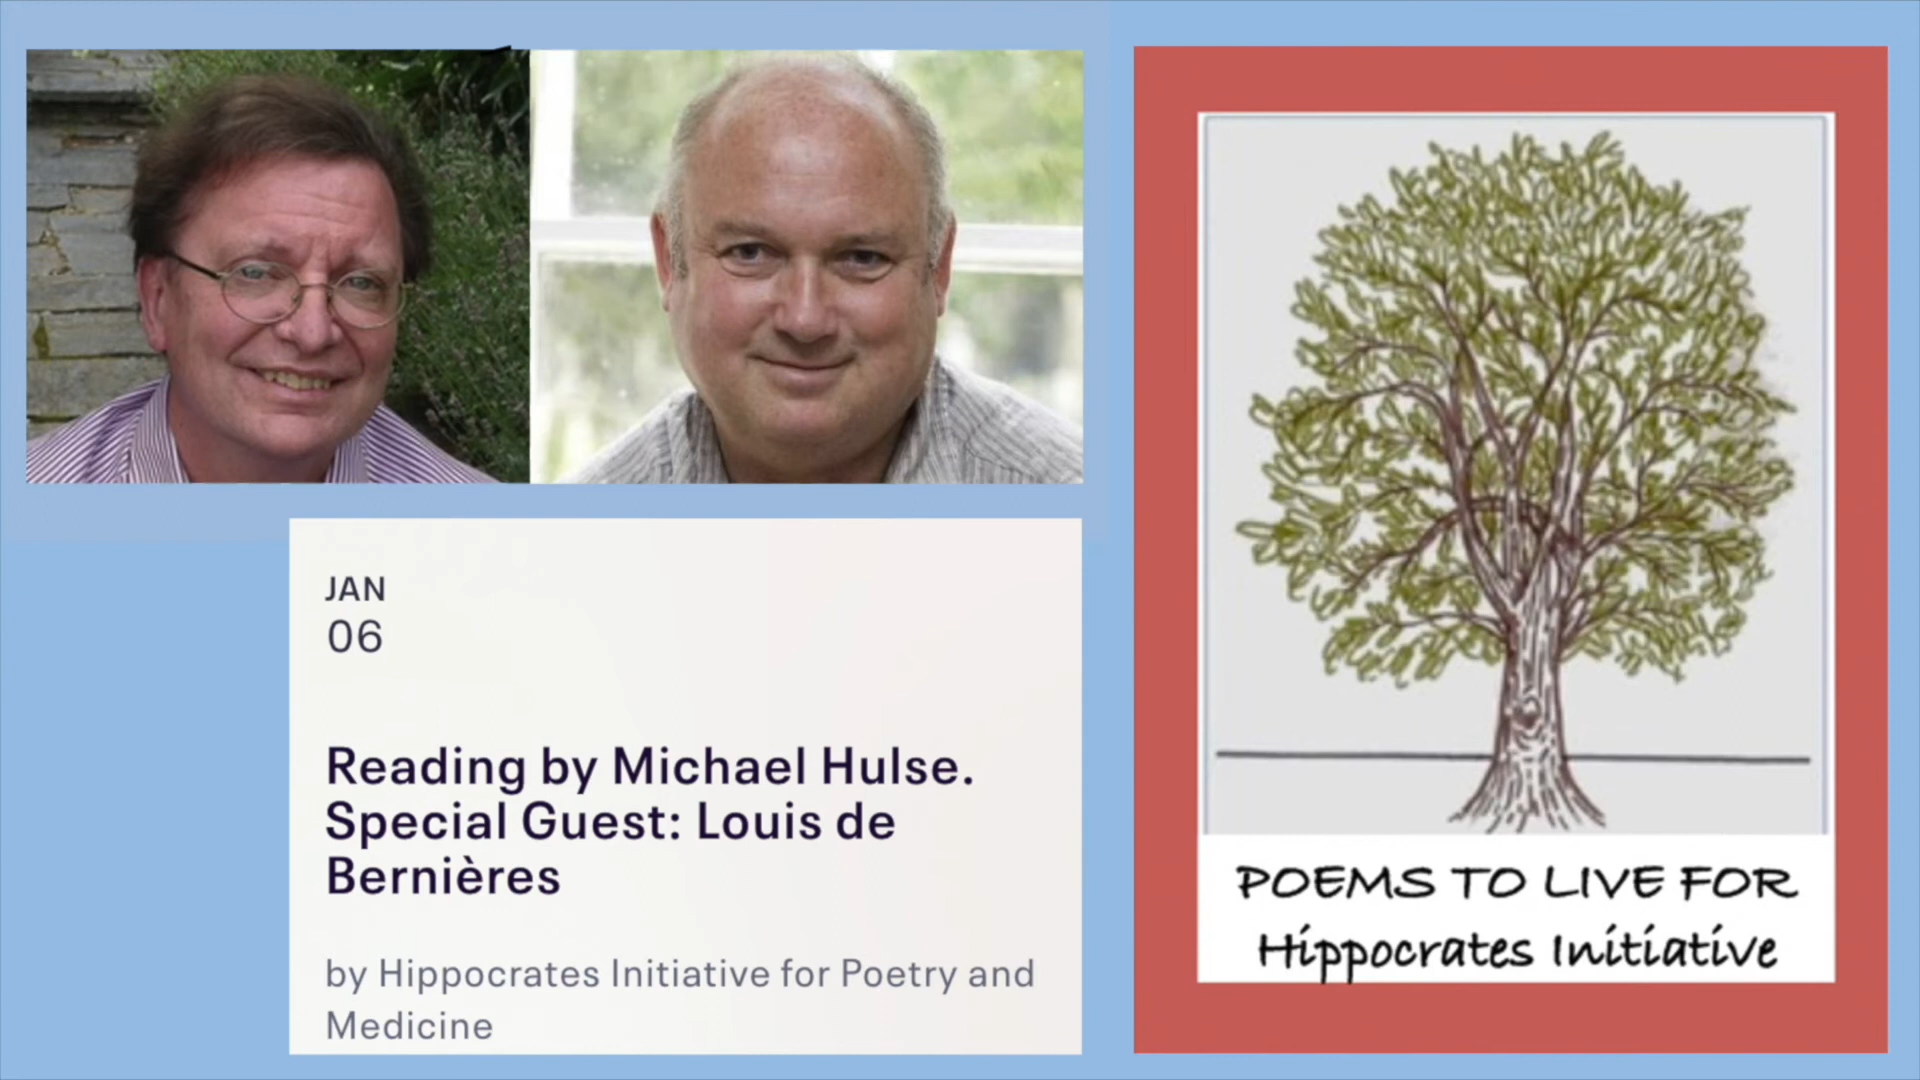 JAN
06
Reading by Michael Hulse.
Special Guest: Louis de
Bernières
by Hippocrates Initiative for Poetry and
Medicine
POEMS TO LIVE FOR
Hippocrates Initiative